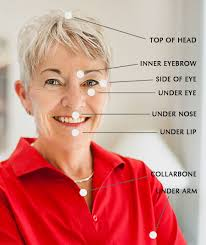 TOP OF HEAD
INNER EYEBROW
SIDE OF EYE
UNDER EYE
UNDER NOSE
UNDER LIP
COLLARBONE
UNDER ARM